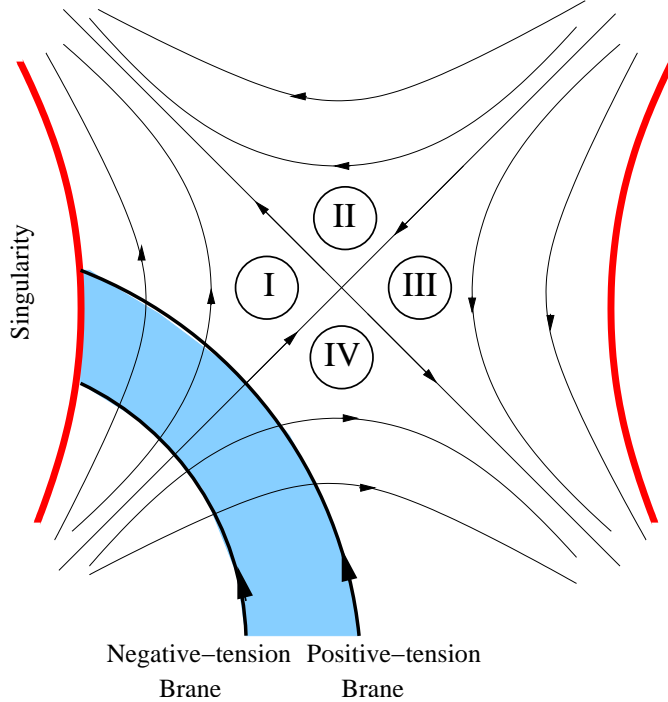 II
I
III
Singularity
IV
Negative−tension Positive−tension
Brane Brane